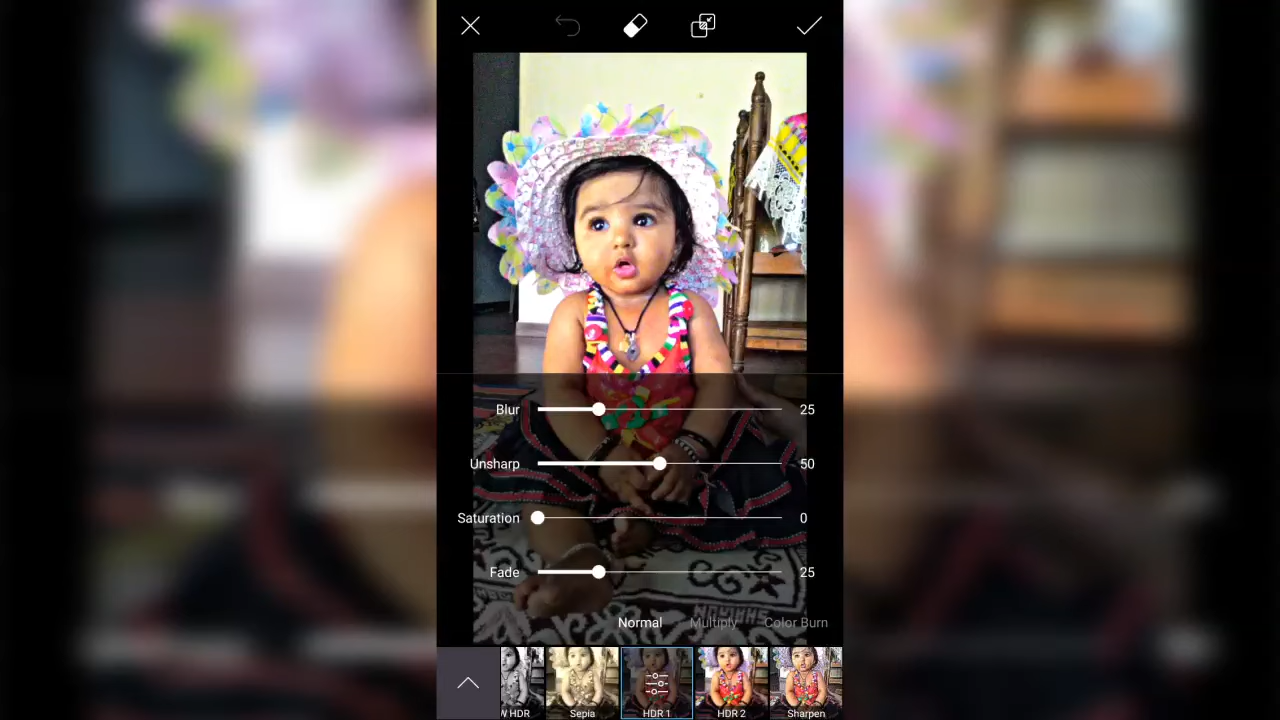 Blur 25
Unsharp 50
Saturation 0
Fade 25
Normal Multiply Color Burn
W HDR Sepia HDR 1 HDR 2 Sharpen